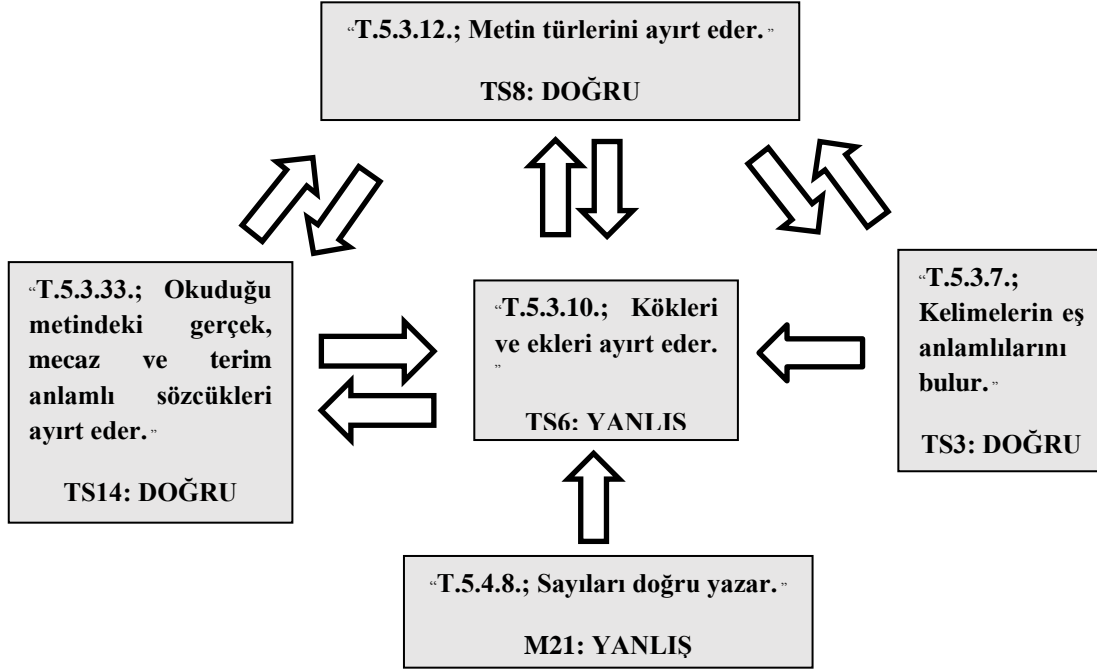 “T.5.3.12.; Metin türlerini ayırt eder.”
TS8: DOĞRU
“T.5.3.33.; Okuduğu
metindeki gerçek,
mecaz ve terim
anlamlı sözcükleri
ayırt eder.”
TS14: DOĞRU
“T.5.3.10.; Kökleri
ve ekleri ayırt eder.
”
TS6: YANLIŞ
“T.5.3.7.;
Kelimelerin eş
anlamlılarını
bulur.”
TS3: DOĞRU
“T.5.4.8.; Sayıları doğru yazar.”
M21: YANLIŞ